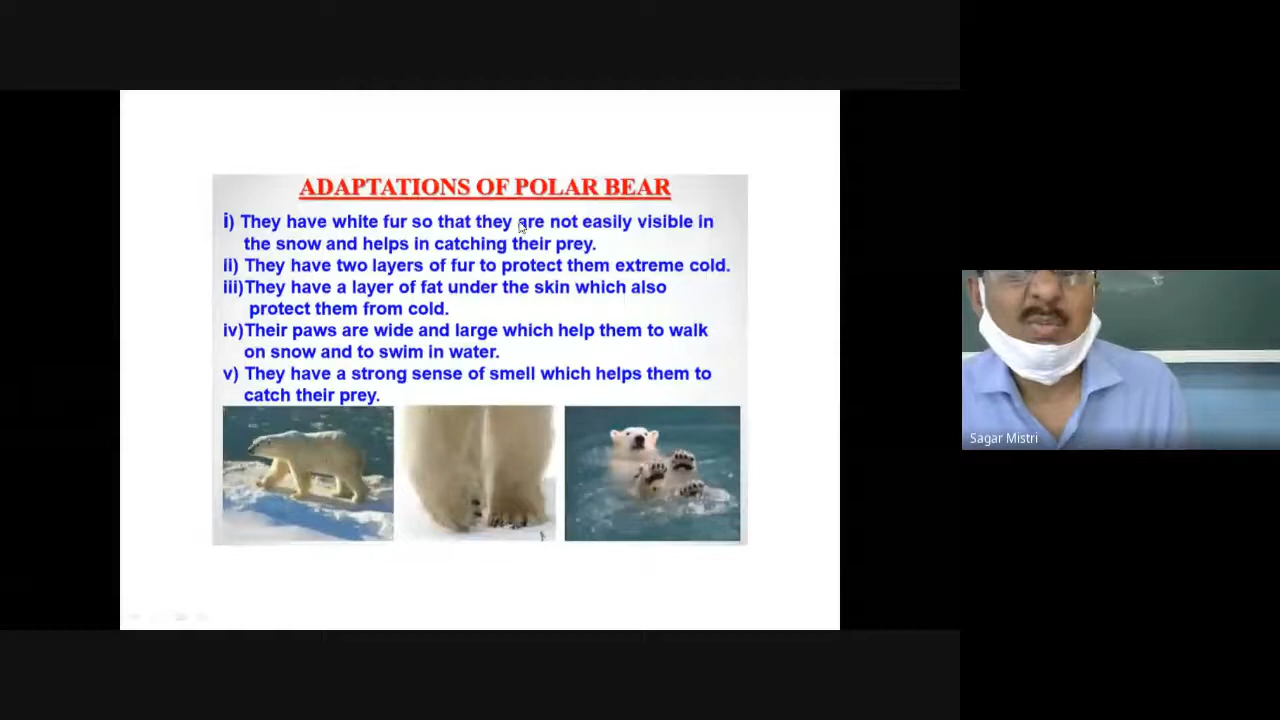 ADAPTATIONS OF POLAR BEAR
i) They have white fur so that they are not easily visible in
the snow and helps in catching their prey.
ii) They have two layers of fur to protect them extreme cold.
iii)They have a layer of fat under the skin which also
protect them from cold.
iv)Their paws are wide and large which help them to walk
on snow and to swim in water.
v) They have a strong sense of smell which helps them to
catch their prey.
Sagar Mistri